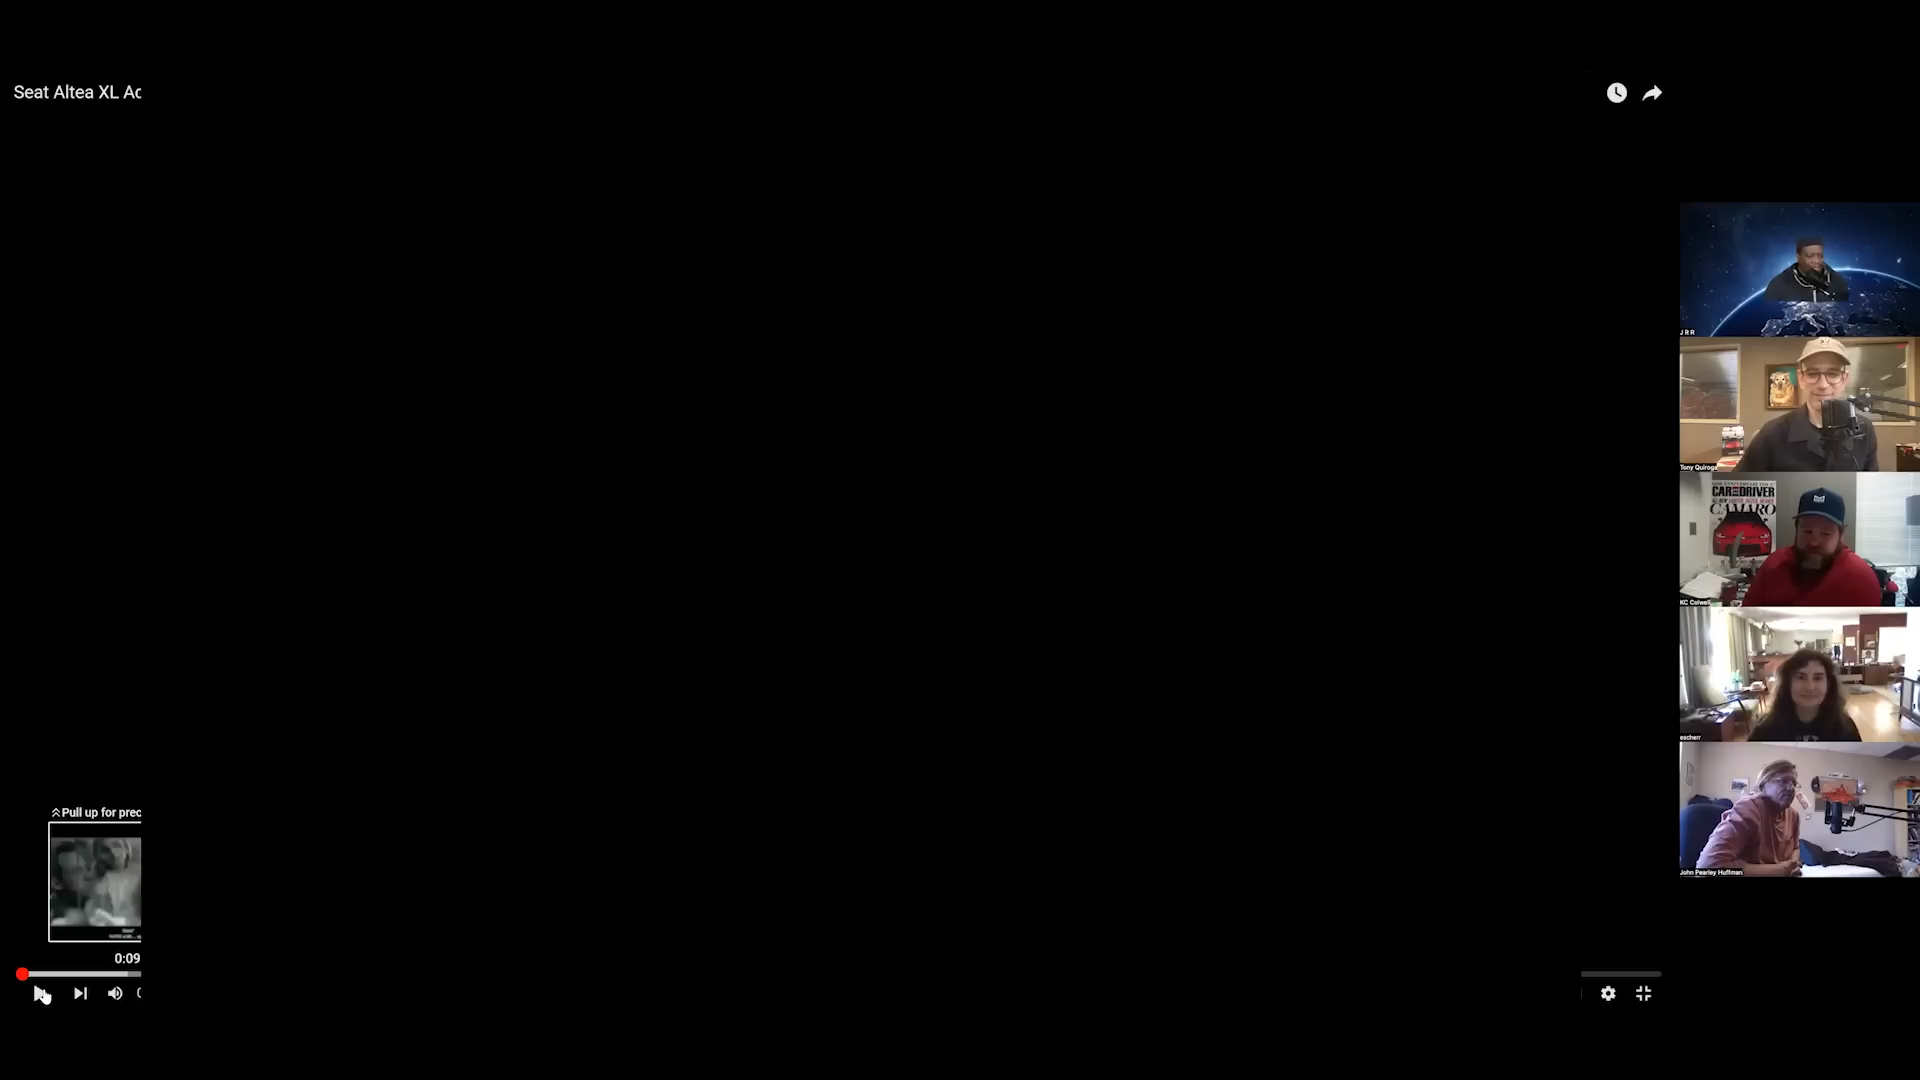 Seat Altea XL Ac
J R R
Tony Quiroga
CAR AND DRIVER
CAMARO
KC Colwell
escherr
John Pearley Huffman
Pull up for prec
0:09